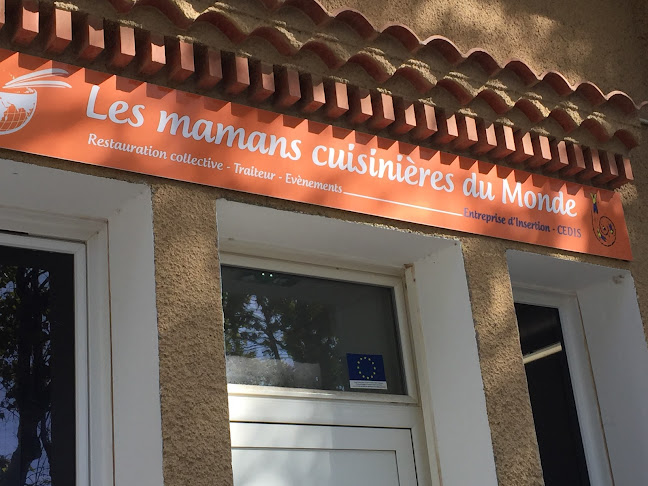 Les mamans cuisinières du Monde
Restauration collective - Traiteur - Evènements
Entreprise d'Insertion - CEDIS